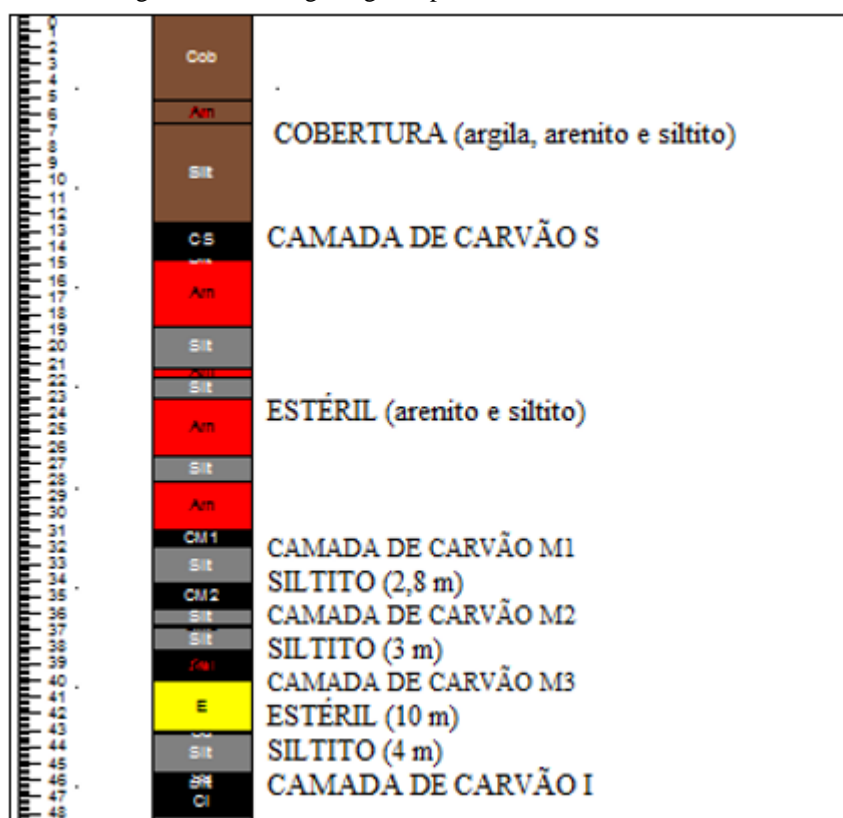 0
1
2
3
4
5
6
7
8
9
10
11
12
13
14
15
16
17
18
19
20
21
22
23
24
25
26
27
28
29
30
31
32
33
34
35
36
37
38
39
40
41
42
43
44
45
46
47
48
Cob
Arn
Silt
COBERTURA (argila, arenito e siltito)
CS
CAMADA DE CARVÃO S
Arn
Silt
Silt
Arn
ESTÉRIL (arenito e siltito)
Silt
Arn
CM1
CAMADA DE CARVÃO M1
Silt
SILTITO (2,8 m)
CM2
CAMADA DE CARVÃO M2
Silt
Silt
SILTITO (3 m)
CAMADA DE CARVÃO M3
E
ESTÉRIL (10 m)
Silt
SILTITO (4 m)
CAMADA DE CARVÃO I
CI